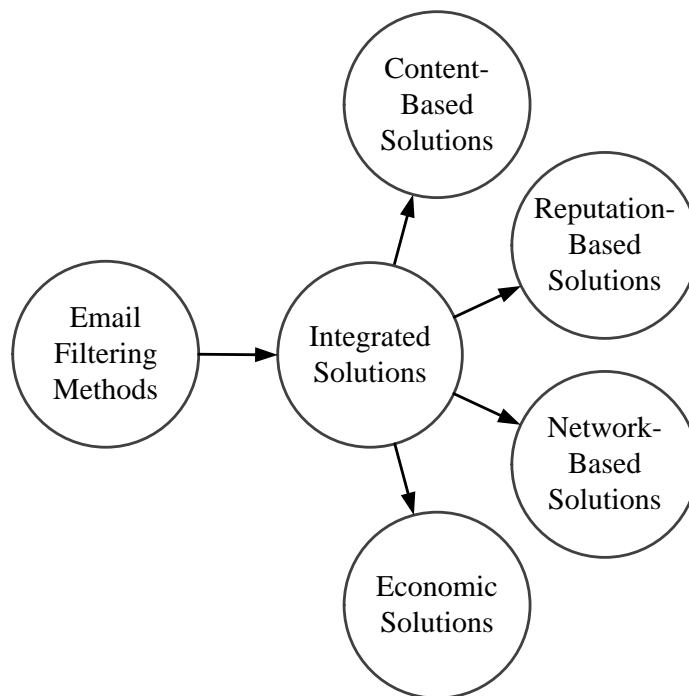 Content-
Based
Solutions
Reputation-
Based
Solutions
Email
Filtering
Methods
Integrated
Solutions
Network-
Based
Solutions
Economic
Solutions